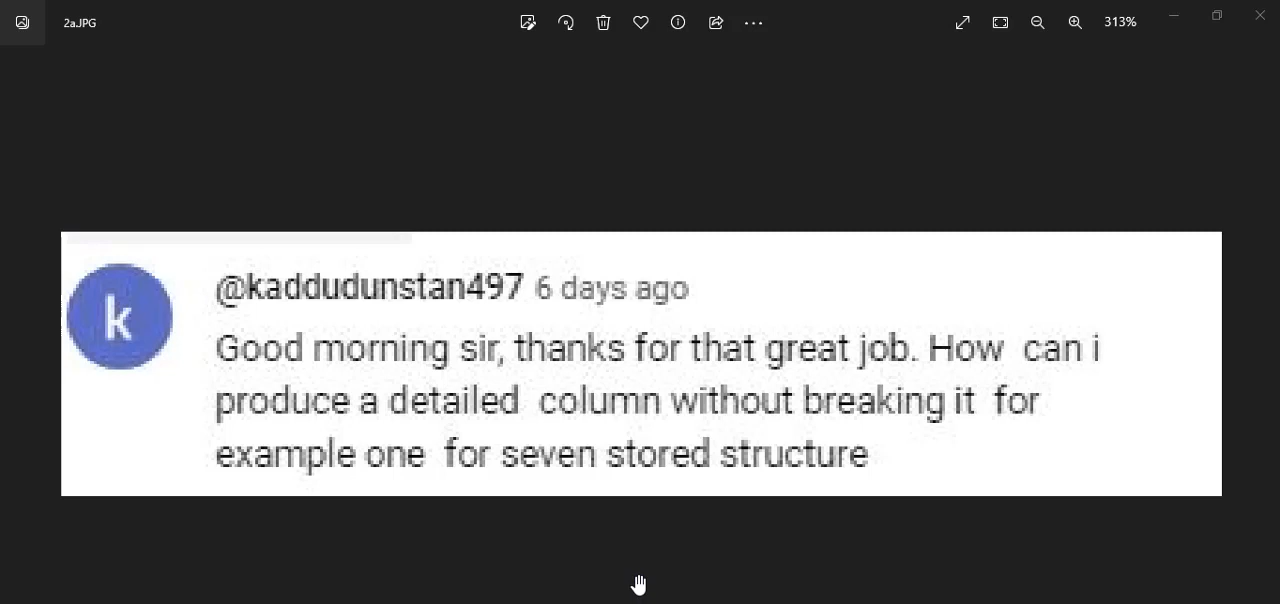 2a.JPG
313%
k
@kaddudunstan497 6 days ago
Good morning sir, thanks for that great job. How can i
produce a detailed column without breaking it for
example one for seven stored structure